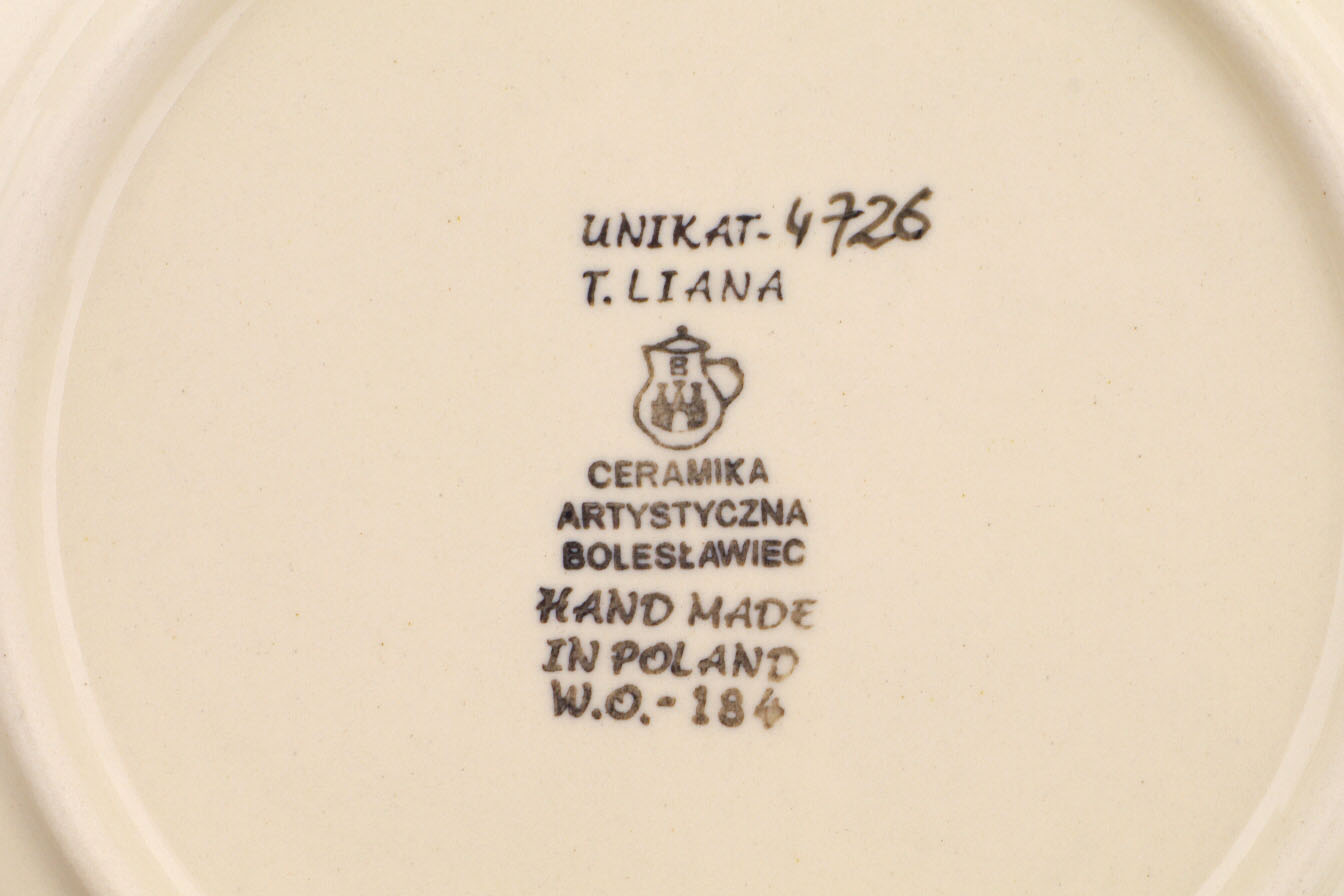 UNIKAT-4726
T. LIANA
B
CERAMIKA
ARTYSTYCZNA
BOLESŁAWIEC
HAND MADE
IN POLAND
W.O.-184